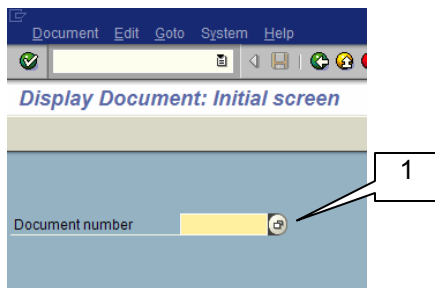 Document Edit Goto System Help
Display Document: Initial screen
1
Document number